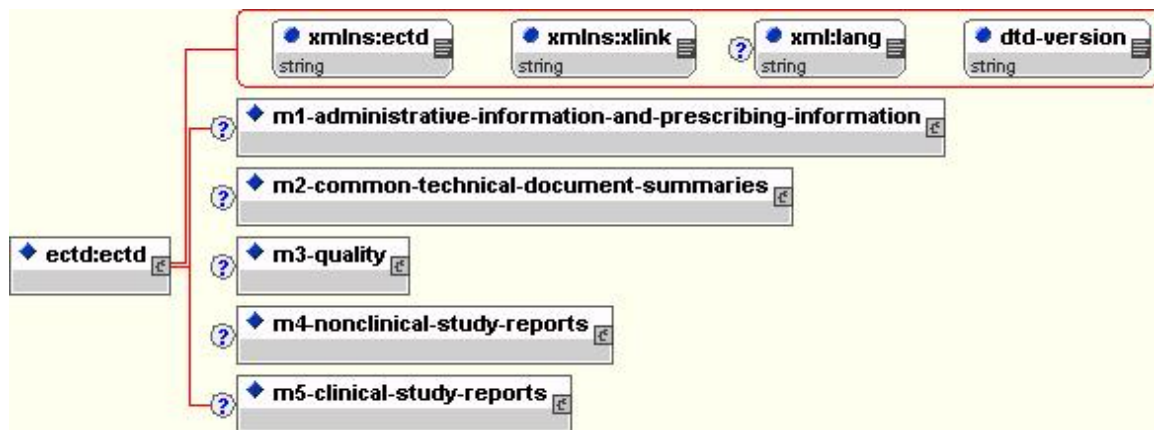 xmlns:ectd xmlns:xlink ? xml:lang dtd-version
string string string string
? m1-administrative-information-and-prescribing-information
? m2-common-technical-document-summaries
ectd:ectd ? m3-quality
? m4-nonclinical-study-reports
? m5-clinical-study-reports